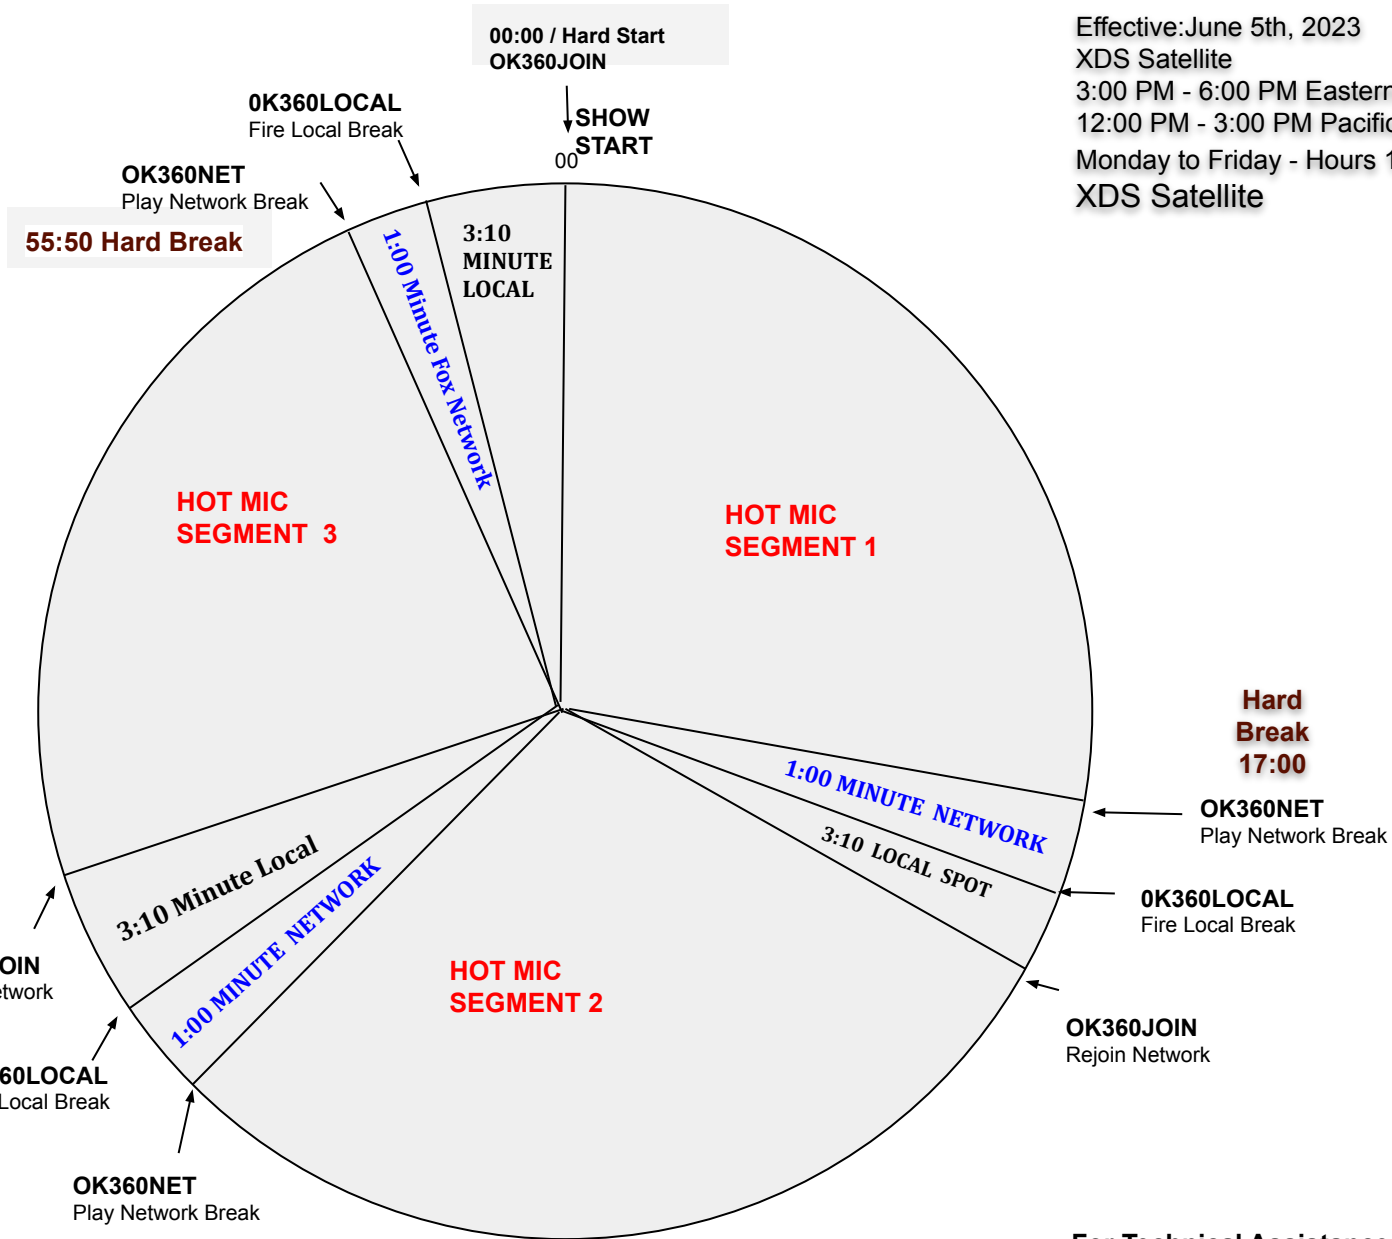 00:00 / Hard Start
OK360JOIN
SHOW
START
00
Effective:June 5th, 2023
XDS Satellite
3:00 PM - 6:00 PM Eastern
12:00 PM - 3:00 PM Pacific
Monday to Friday - Hours 1
XDS Satellite
0K360LOCAL
Fire Local Break
OK360NET
Play Network Break
55:50 Hard Break
3:10
MINUTE
LOCAL
1:00 Minute Fox Network
HOT MIC
SEGMENT 3
HOT MIC
SEGMENT 1
Hard
Break
17:00
1:00 MINUTE NETWORK
OK360NET
Play Network Break
3:10 LOCAL SPOT
0K360LOCAL
Fire Local Break
3:10 Minute Local
1:00 MINUTE NETWORK
HOT MIC
SEGMENT 2
OIN
etwork
OK360JOIN
Rejoin Network
60LOCAL
Local Break
OK360NET
Play Network Break
For Technical Assistance